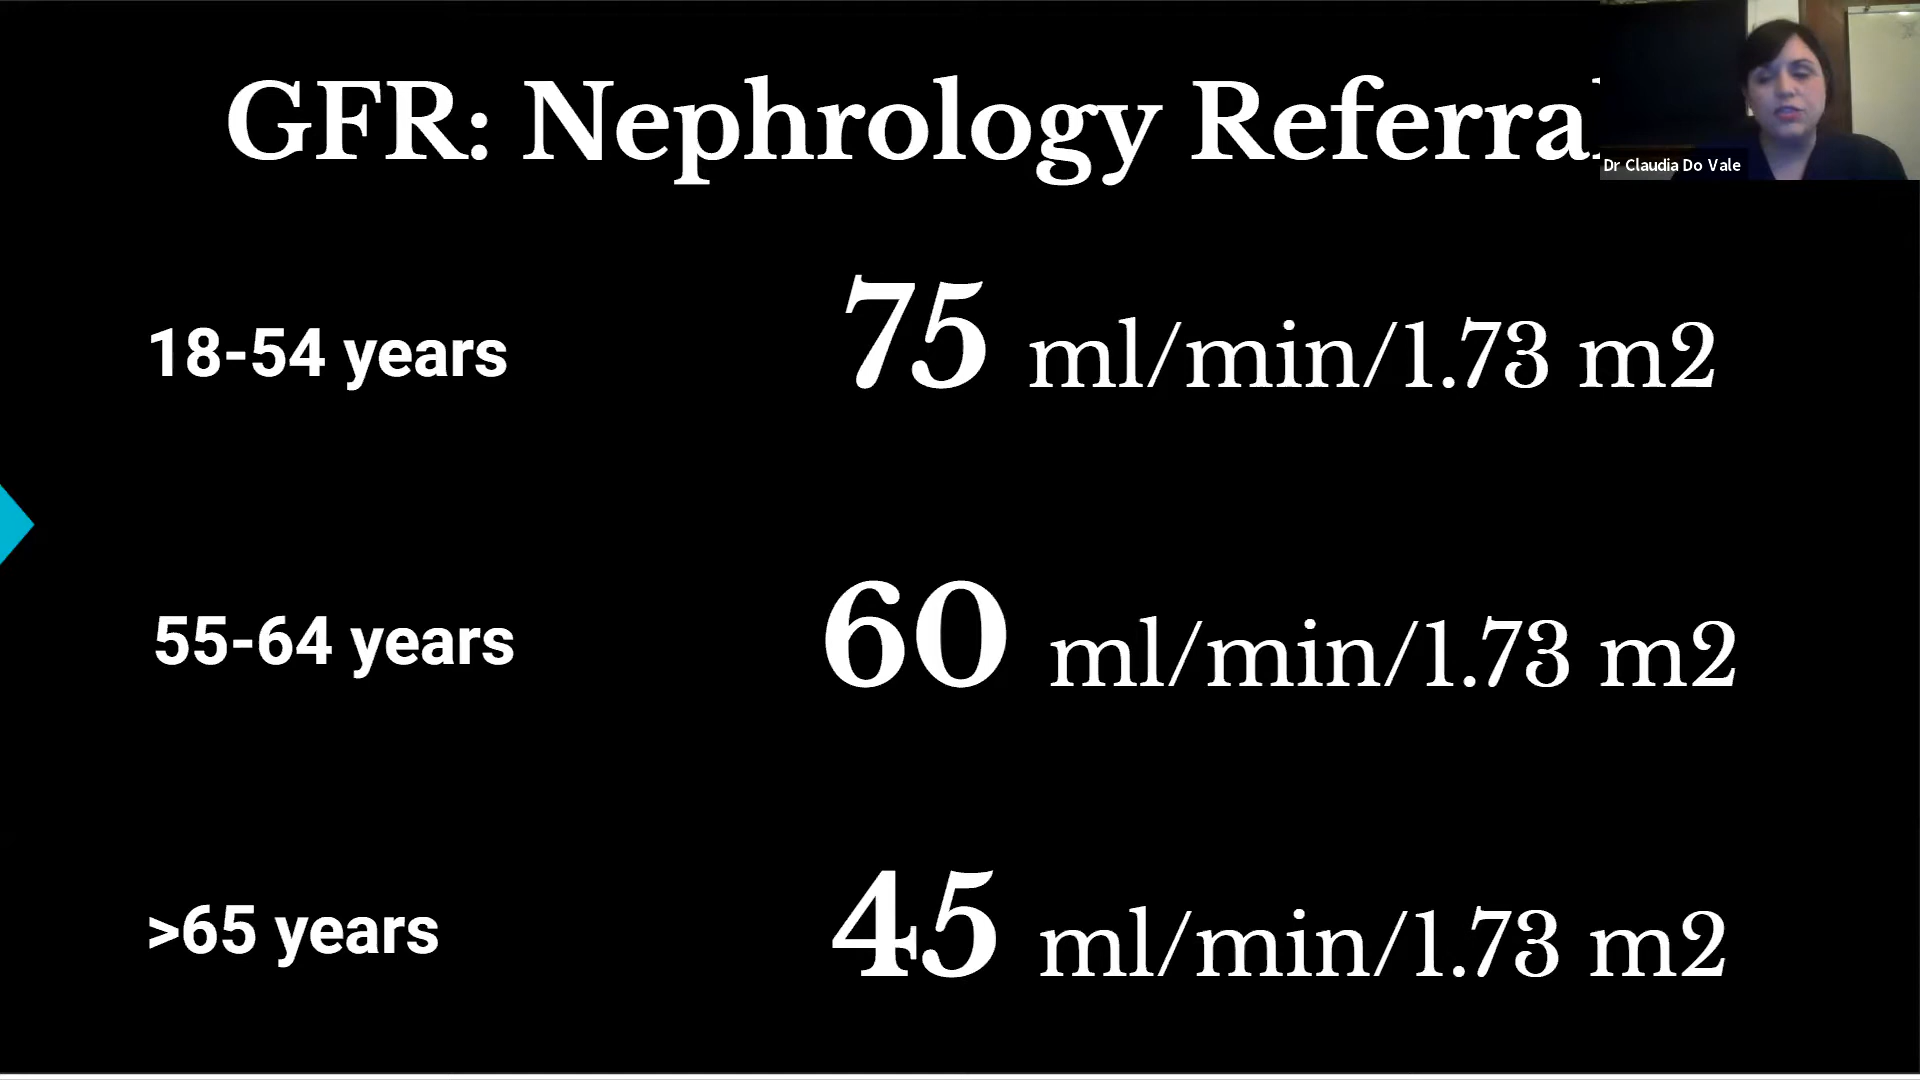 GFR: Nephrology Referral
Dr Claudia Do Vale
18-54 years
75 ml/min/1.73 m2
55-64 years
60 ml/min/1.73 m2
>65 years
45 ml/min/1.73 m2